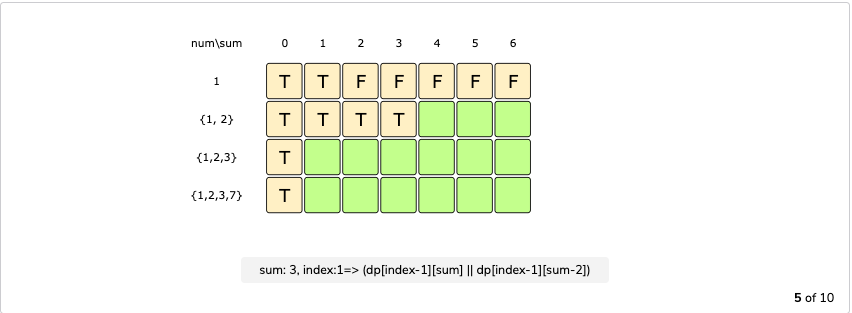 num\sum 0 1 2 3 4 5 6
1 T T F F F F F
{1, 2} T T T T
{1,2,3} T
{1,2,3,7} T
sum: 3, index:1=> (dp[index-1][sum] || dp[index-1][sum-2])
5 of 10